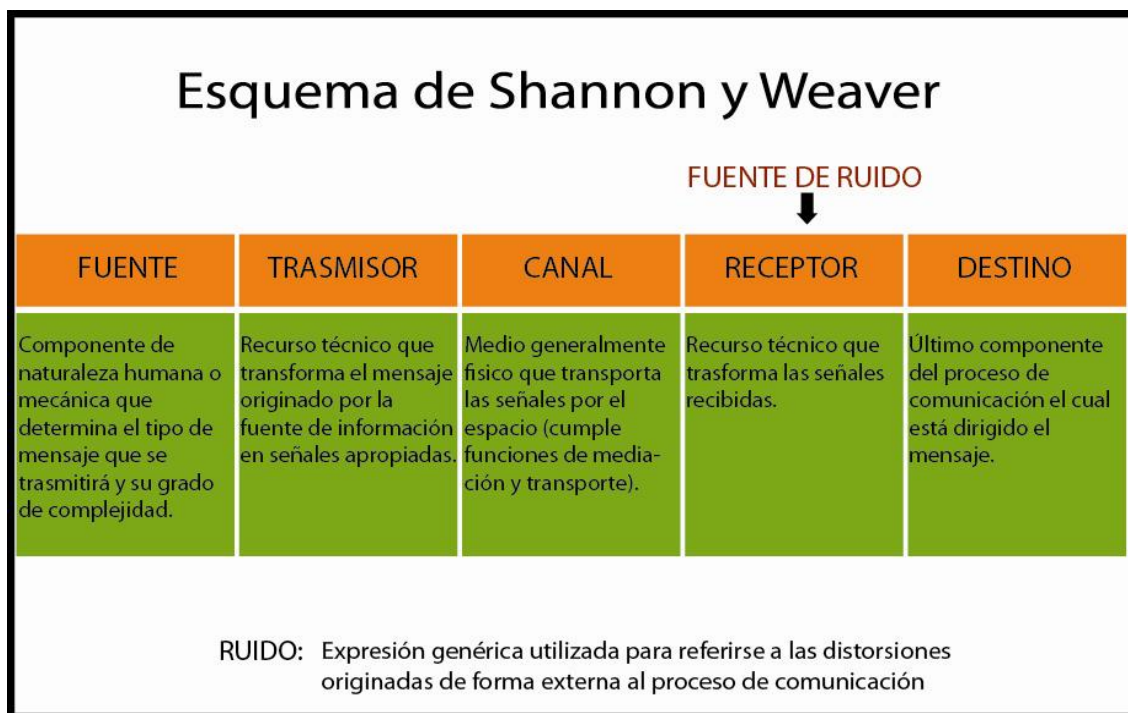 Esquema de Shannon y Weaver
FUENTE DE RUIDO
FUENTE
TRASMISOR
CANAL
RECEPTOR
DESTINO
Componente de
naturaleza humana o
mecánica que
determina el tipo de
mensaje que se
trasmitirá y su grado
de complejidad.
Recurso técnico que
transforma el mensaje
originado por la
fuente de información
en señales apropiadas.
Medio generalmente
fisico que transporta
las señales por el
espacio (cumple
funciones de media-
ción y transporte).
Recurso técnico que
trasforma las señales
recibidas.
Último componente
del proceso de
comunicación el cual
está dirigido el
mensaje.
RUIDO: Expresión genérica utilizada para referirse a las distorsiones
originadas de forma externa al proceso de comunicación